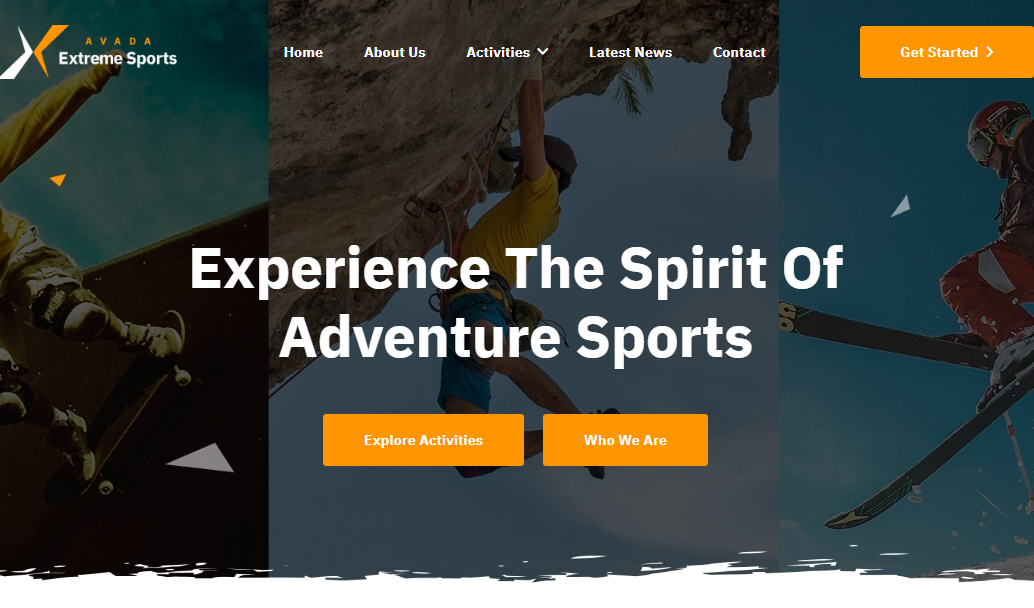 AVADA
Extreme Sports
Home
About Us
Activities
Latest News
Contact
Get Started
Experience The Spirit Of
Adventure Sports
Explore Activities
Who We Are